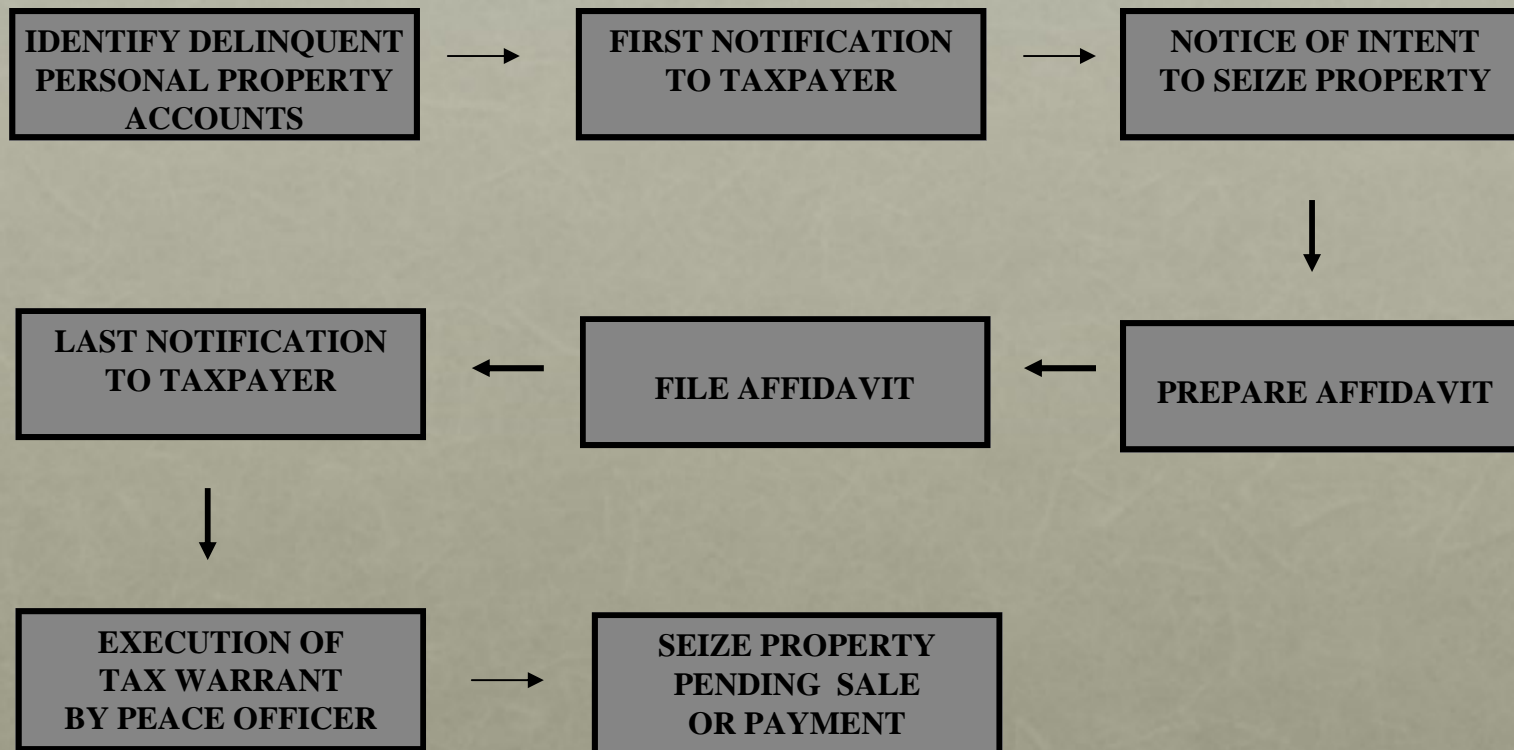 IDENTIFY DELINQUENT
PERSONAL PROPERTY
ACCOUNTS
FIRST NOTIFICATION
TO TAXPAYER
NOTICE OF INTENT
TO SEIZE PROPERTY
PREPARE AFFIDAVIT
FILE AFFIDAVIT
LAST NOTIFICATION
TO TAXPAYER
EXECUTION OF
TAX WARRANT
BY PEACE OFFICER
SEIZE PROPERTY
PENDING SALE
OR PAYMENT